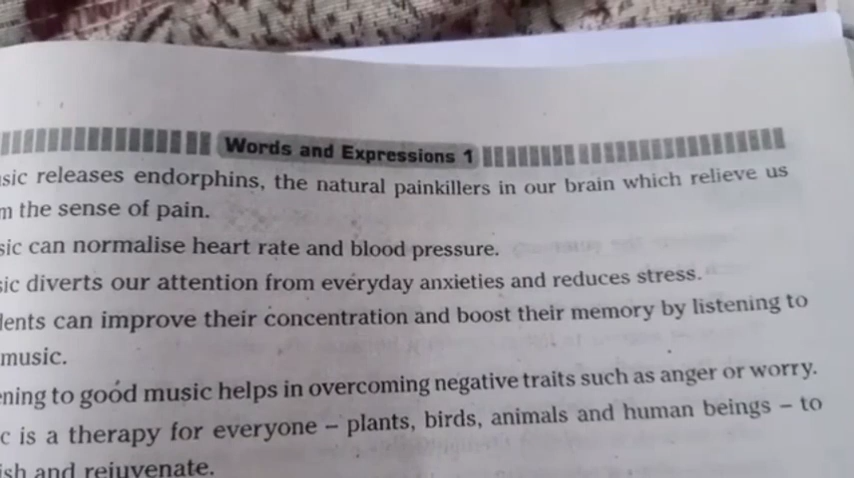 Words and Expressions 1
sic releases endorphins, the natural painkillers in our brain which relieve us
m the sense of pain.
sic can normalise heart rate and blood pressure.
sic diverts our attention from everyday anxieties and reduces stress.
lents can improve their concentration and boost their memory by listening to
music.
ning to good music helps in overcoming negative traits such as anger or worry.
c is a therapy for everyone – plants, birds, animals and human beings – to
ish and rejuvenate.